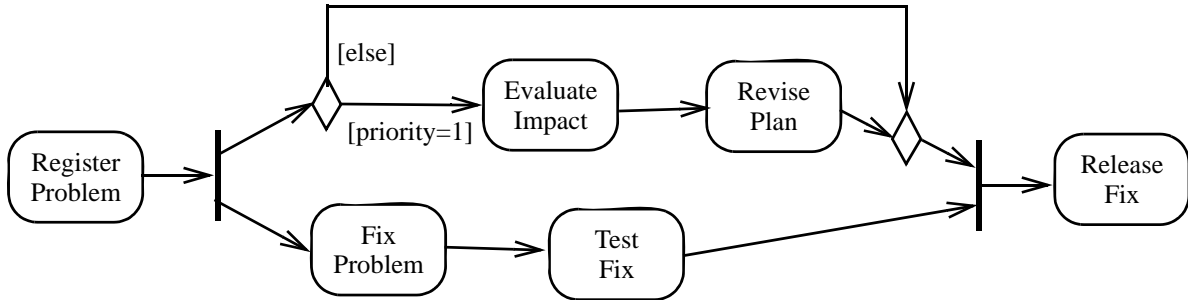 [else]
Evaluate
Impact
Revise
Plan
[priority=1]
Register
Problem
Release
Fix
Fix
Problem
Test
Fix